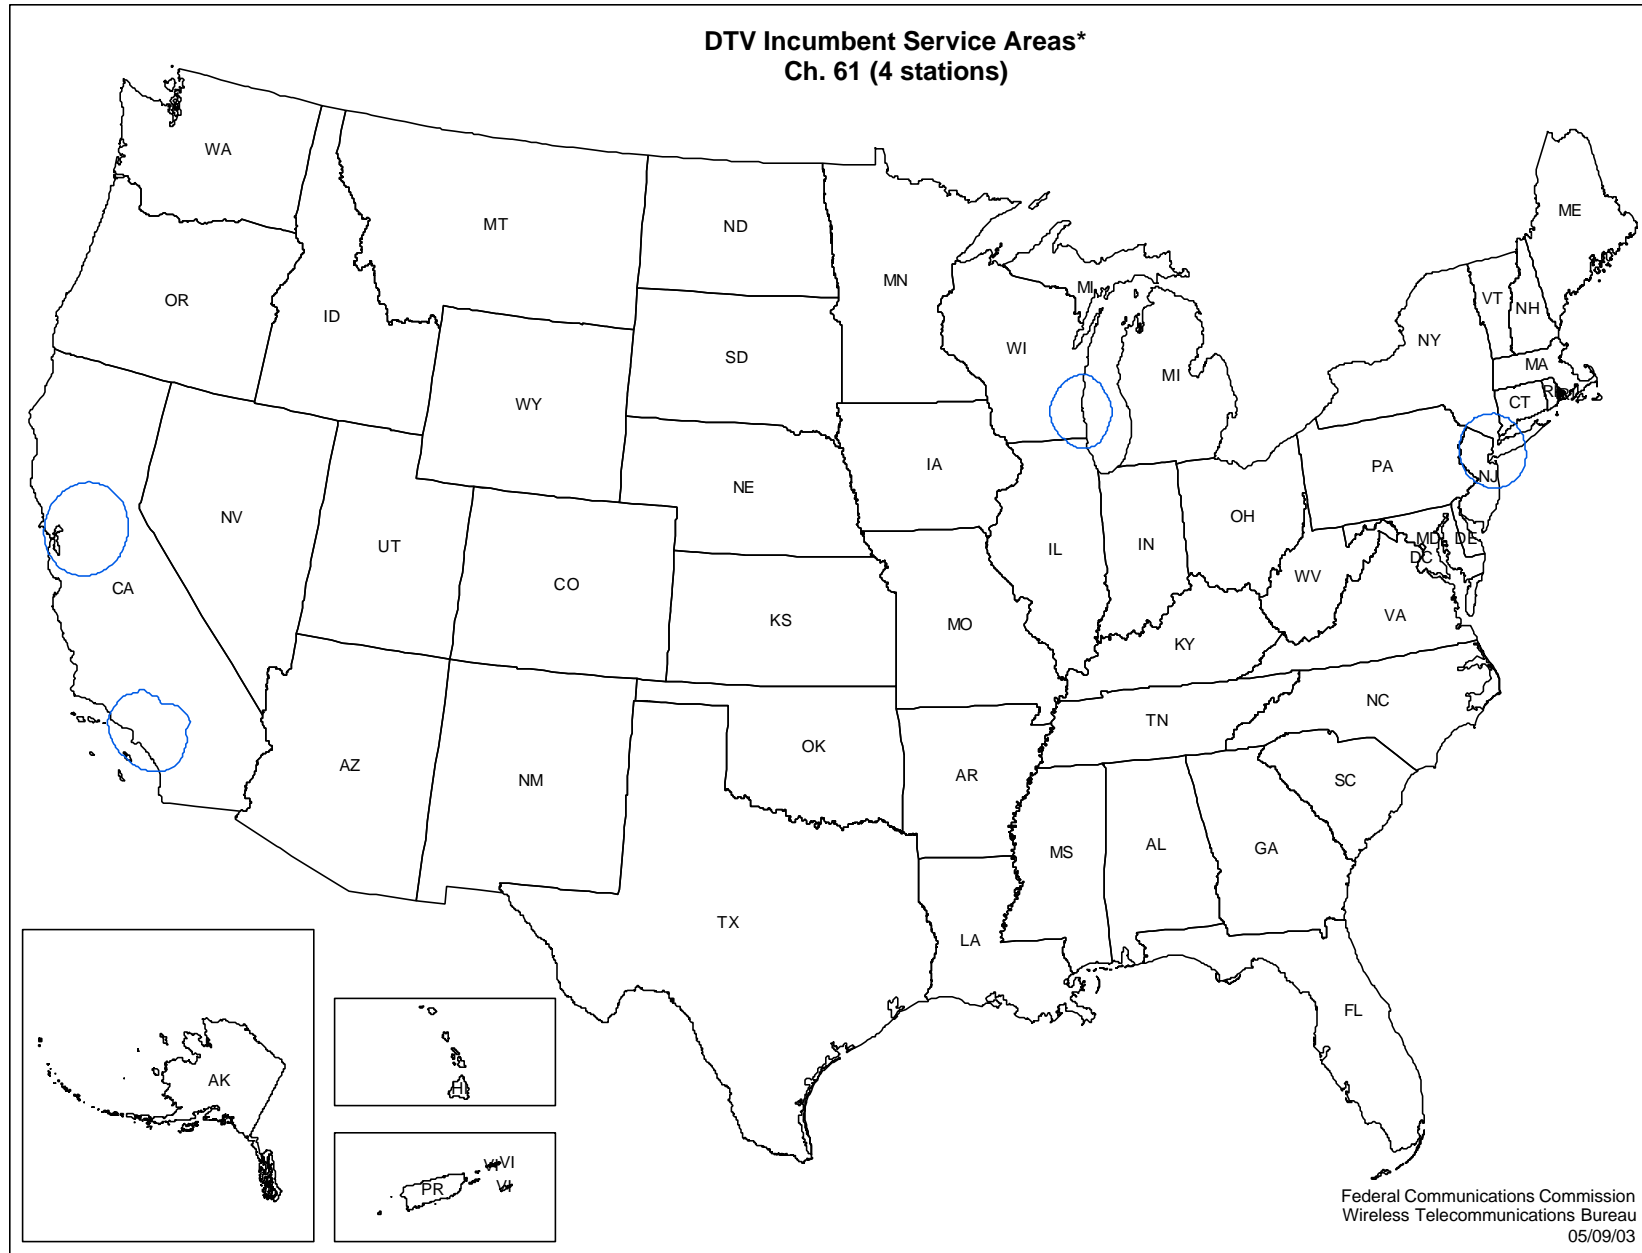 DTV Incumbent Service Areas*
Ch. 61 (4 stations)
WA
MT
ND
MN
ME
OR
ID
SD
WI
MI
MI
NY
VT
NH
MA
CT
WY
IA
NE
PA
NJ
NV
UT
CO
IL
IN
OH
MD
DE
DC
WV
VA
CA
KS
MO
KY
AZ
NM
OK
AR
TN
NC
SC
MS
AL
GA
TX
LA
FL
AK
HI
PR
VI
VI
VI
Federal Communications Commission
Wireless Telecommunications Bureau
05/09/03